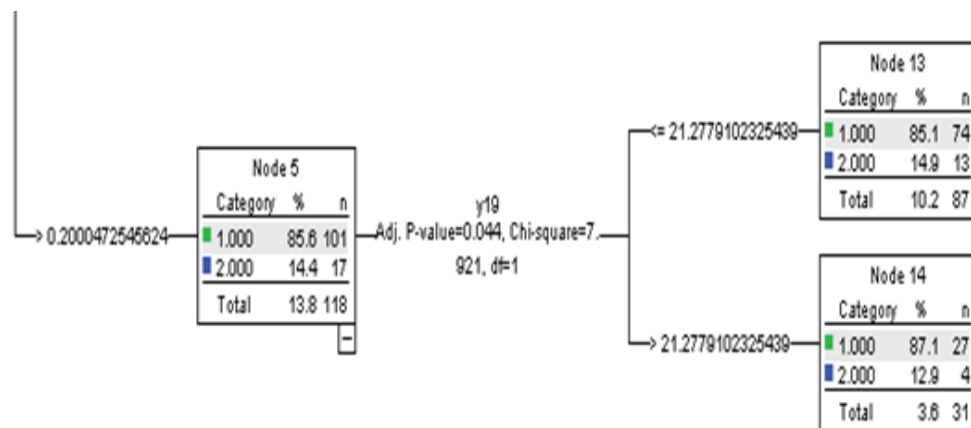 > 0.2000472545624
Node 5
Category % n
1.000 85.6 101
2.000 14.4 17
Total 13.8 118
y19
Adj. P-value=0.044, Chi-square=7.
921, df=1
<= 21.2779102325439
Node 13
Category % n
1.000 85.1 74
2.000 14.9 13
Total 10.2 87
> 21.2779102325439
Node 14
Category % n
1.000 87.1 27
2.000 12.9 4
Total 3.6 31